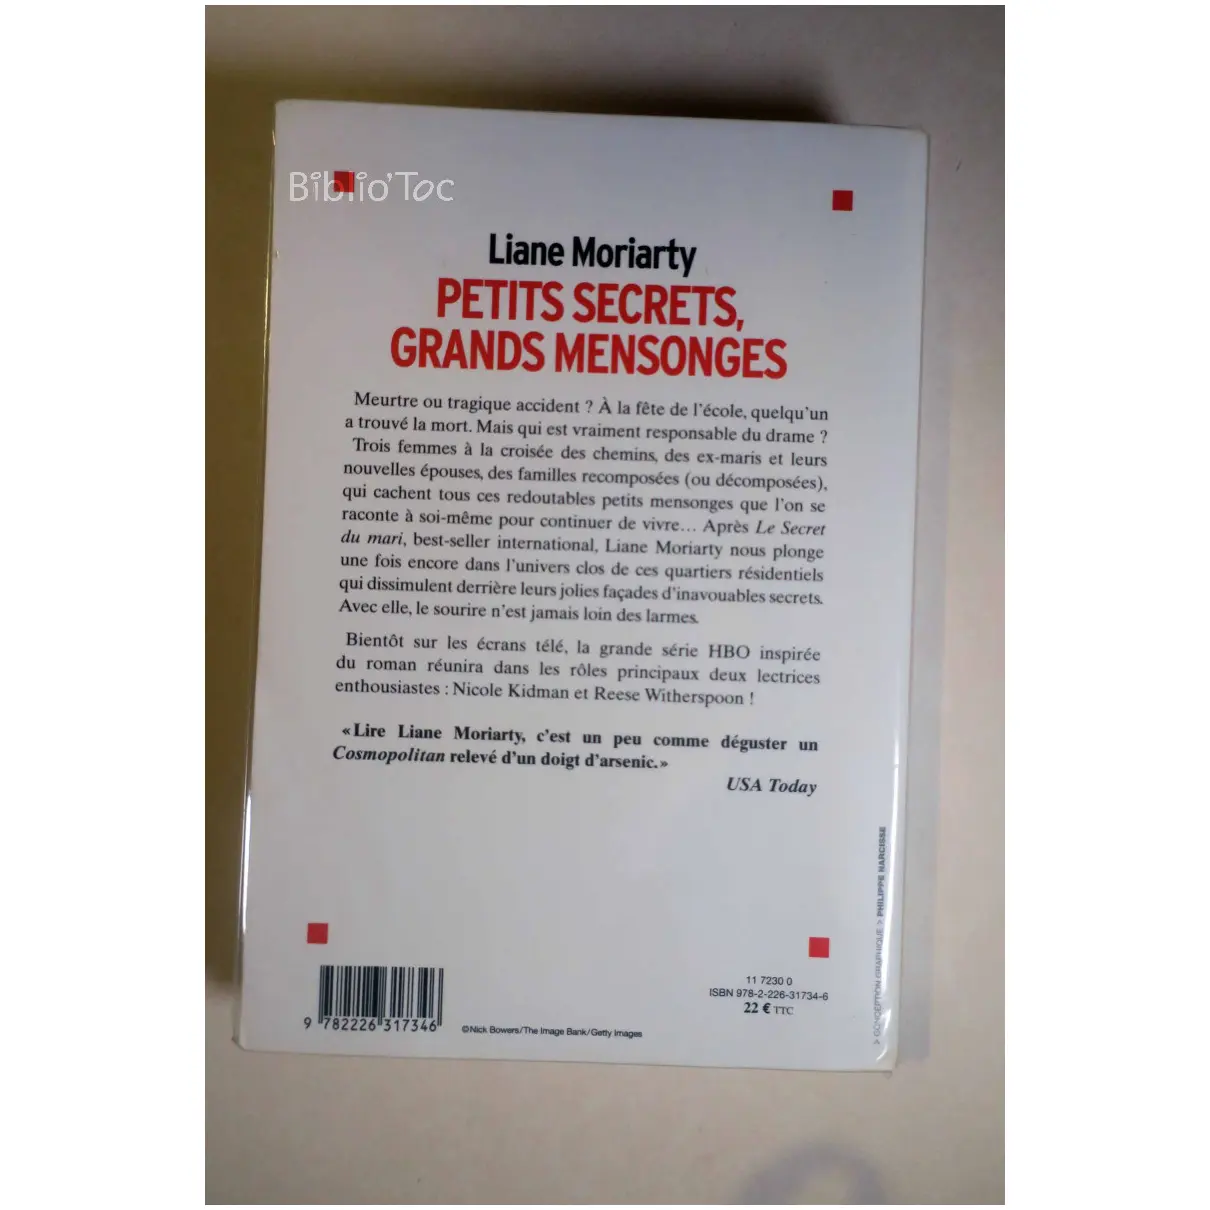 Bib.io'Toc
Liane Moriarty
PETITS SECRETS,
GRANDS MENSONGES
Meurtre ou tragique accident ? À la fête de l'école, quelqu'un
a trouvé la mort. Mais qui est vraiment responsable du drame ?
Trois femmes à la croisée des chemins, des ex-maris et leurs
nouvelles épouses, des familles recomposées (ou décomposées),
qui cachent tous ces redoutables petits mensonges que l'on se
raconte à soi-même pour continuer de vivre… Après Le Secret
du mari, best-seller international, Liane Moriarty nous plonge
une fois encore dans l'univers clos de ces quartiers résidentiels
qui dissimulent derrière leurs jolies façades d'inavouables secrets.
Avec elle, le sourire n'est jamais loin des larmes.
Bientôt sur les écrans télé, la grande série HBO inspirée
du roman réunira dans les rôles principaux deux lectrices
enthousiastes : Nicole Kidman et Reese Witherspoon !
« Lire Liane Moriarty, c'est un peu comme déguster un
Cosmopolitan relevé d'un doigt d'arsenic. »
USA Today
> CONCEPTION GRAPHIQUE > PHILIPPE NARCISSE
11 7230 0
ISBN 978-2-226-31734-6
22 € TTC
9 782226 317346
©Nick Bowers/The Image Bank/Getty Images